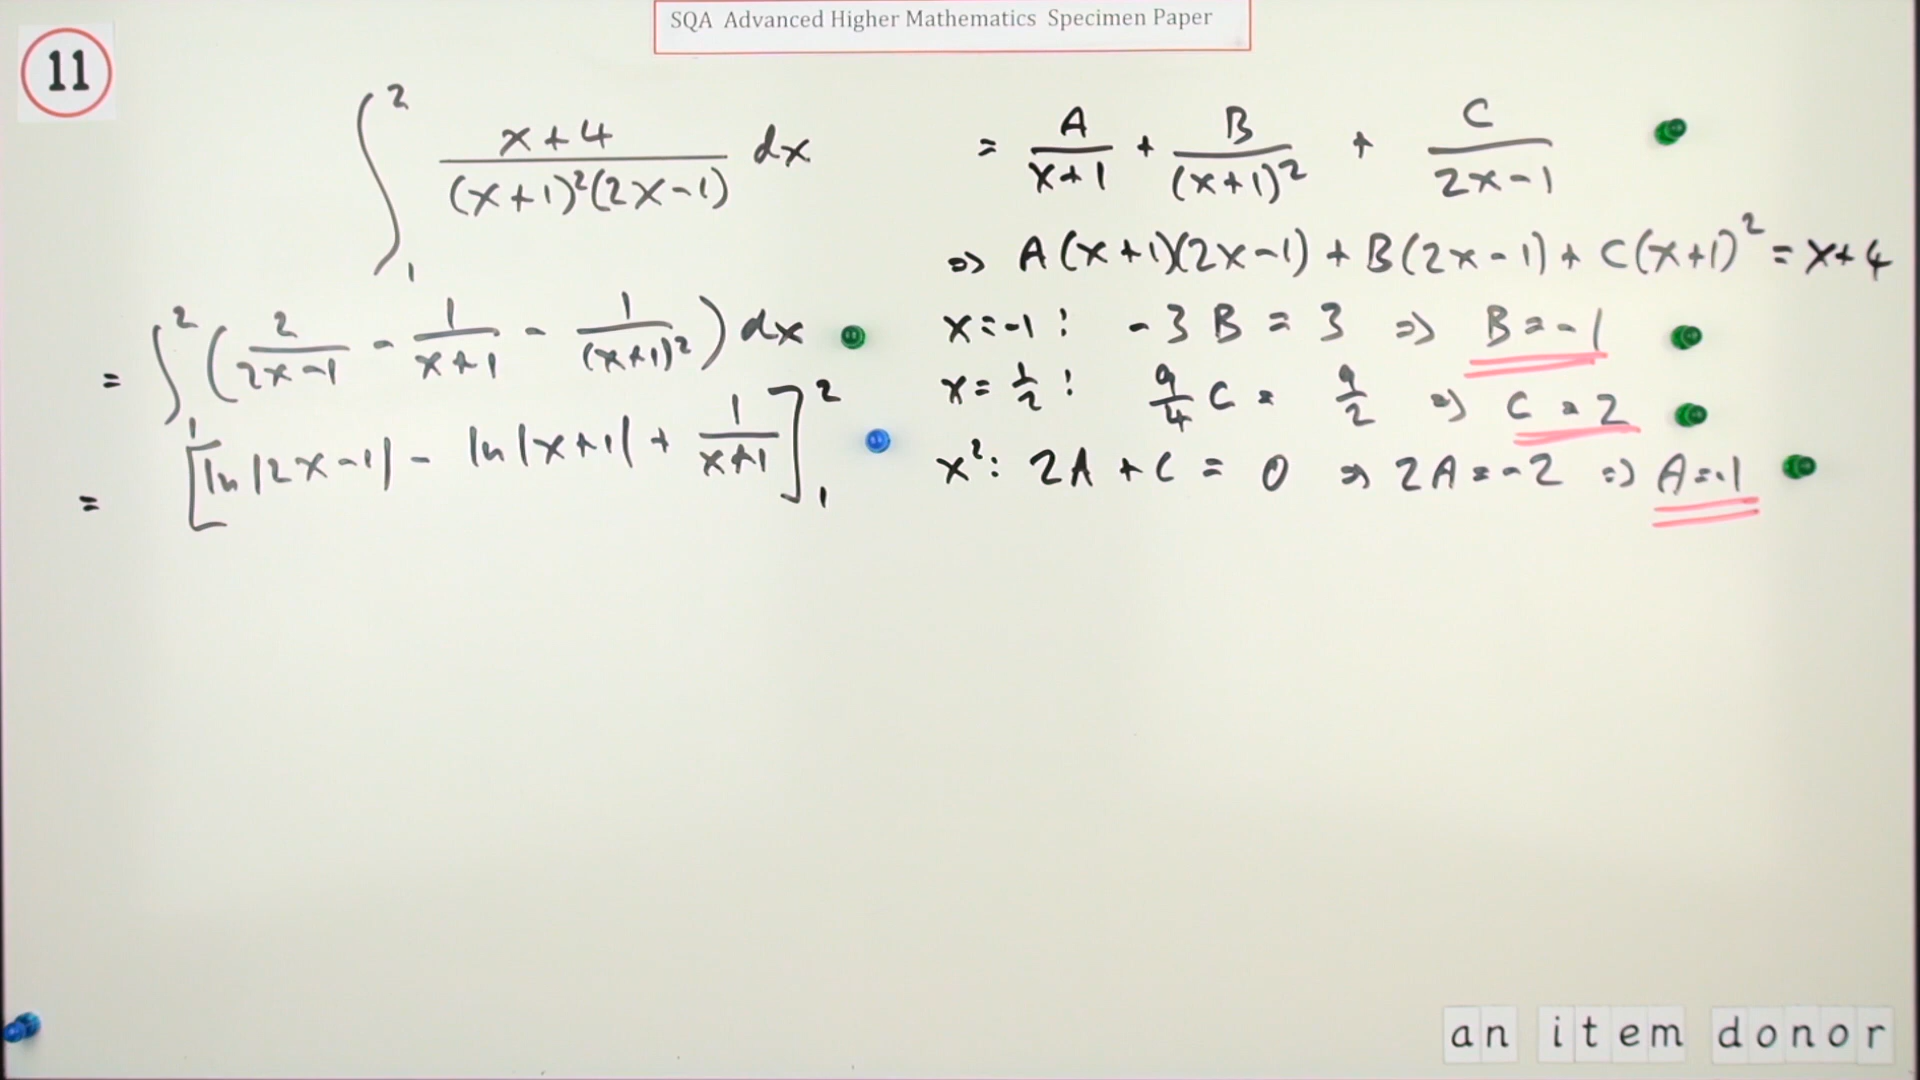 SQA Advanced Higher Mathematics Specimen Paper
11
∫₁² (x+4)/((x+1)²(2x-1)) dx = A/(x+1) + B/(x+1)² + C/(2x-1)
⇒ A(x+1)(2x-1) + B(2x-1) + C(x+1)² = x+4
= ∫₁² (2/(2x-1) - 1/(x+1) - 1/(x+1)²) dx
x=-1: -3B = 3 ⇒ B=-1
x=1/2: 9/4 C = 9/2 ⇒ C=2
= [ln|2x-1| - ln|x+1| + 1/(x+1)]₁²
x²: 2A + C = 0 ⇒ 2A=-2 ⇒ A=-1
an item donor